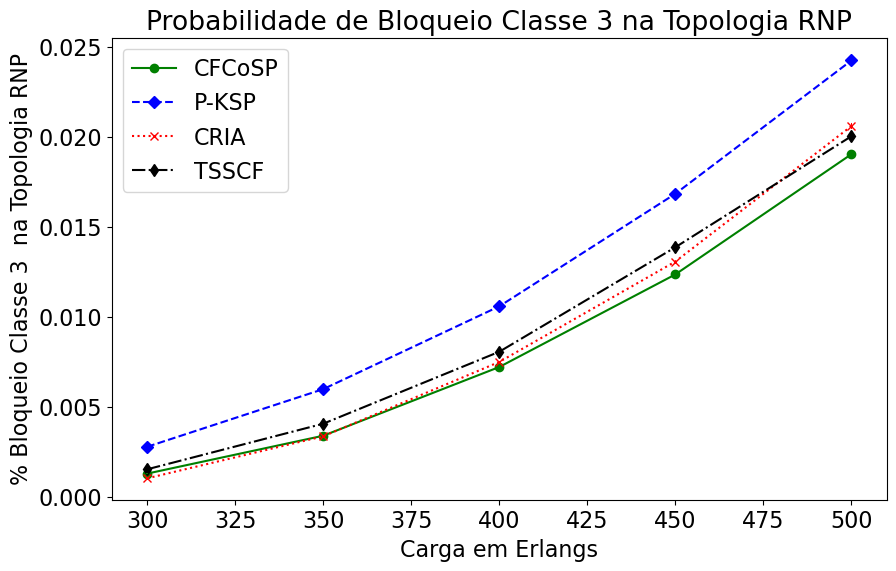 Probabilidade de Bloqueio Classe 3 na Topologia RNP
% Bloqueio Classe 3  na Topologia RNP
0.025
0.020
0.015
0.010
0.005
0.000
CFCoSP
P-KSP
CRIA
TSSCF
300 325 350 375 400 425 450 475 500
Carga em Erlangs